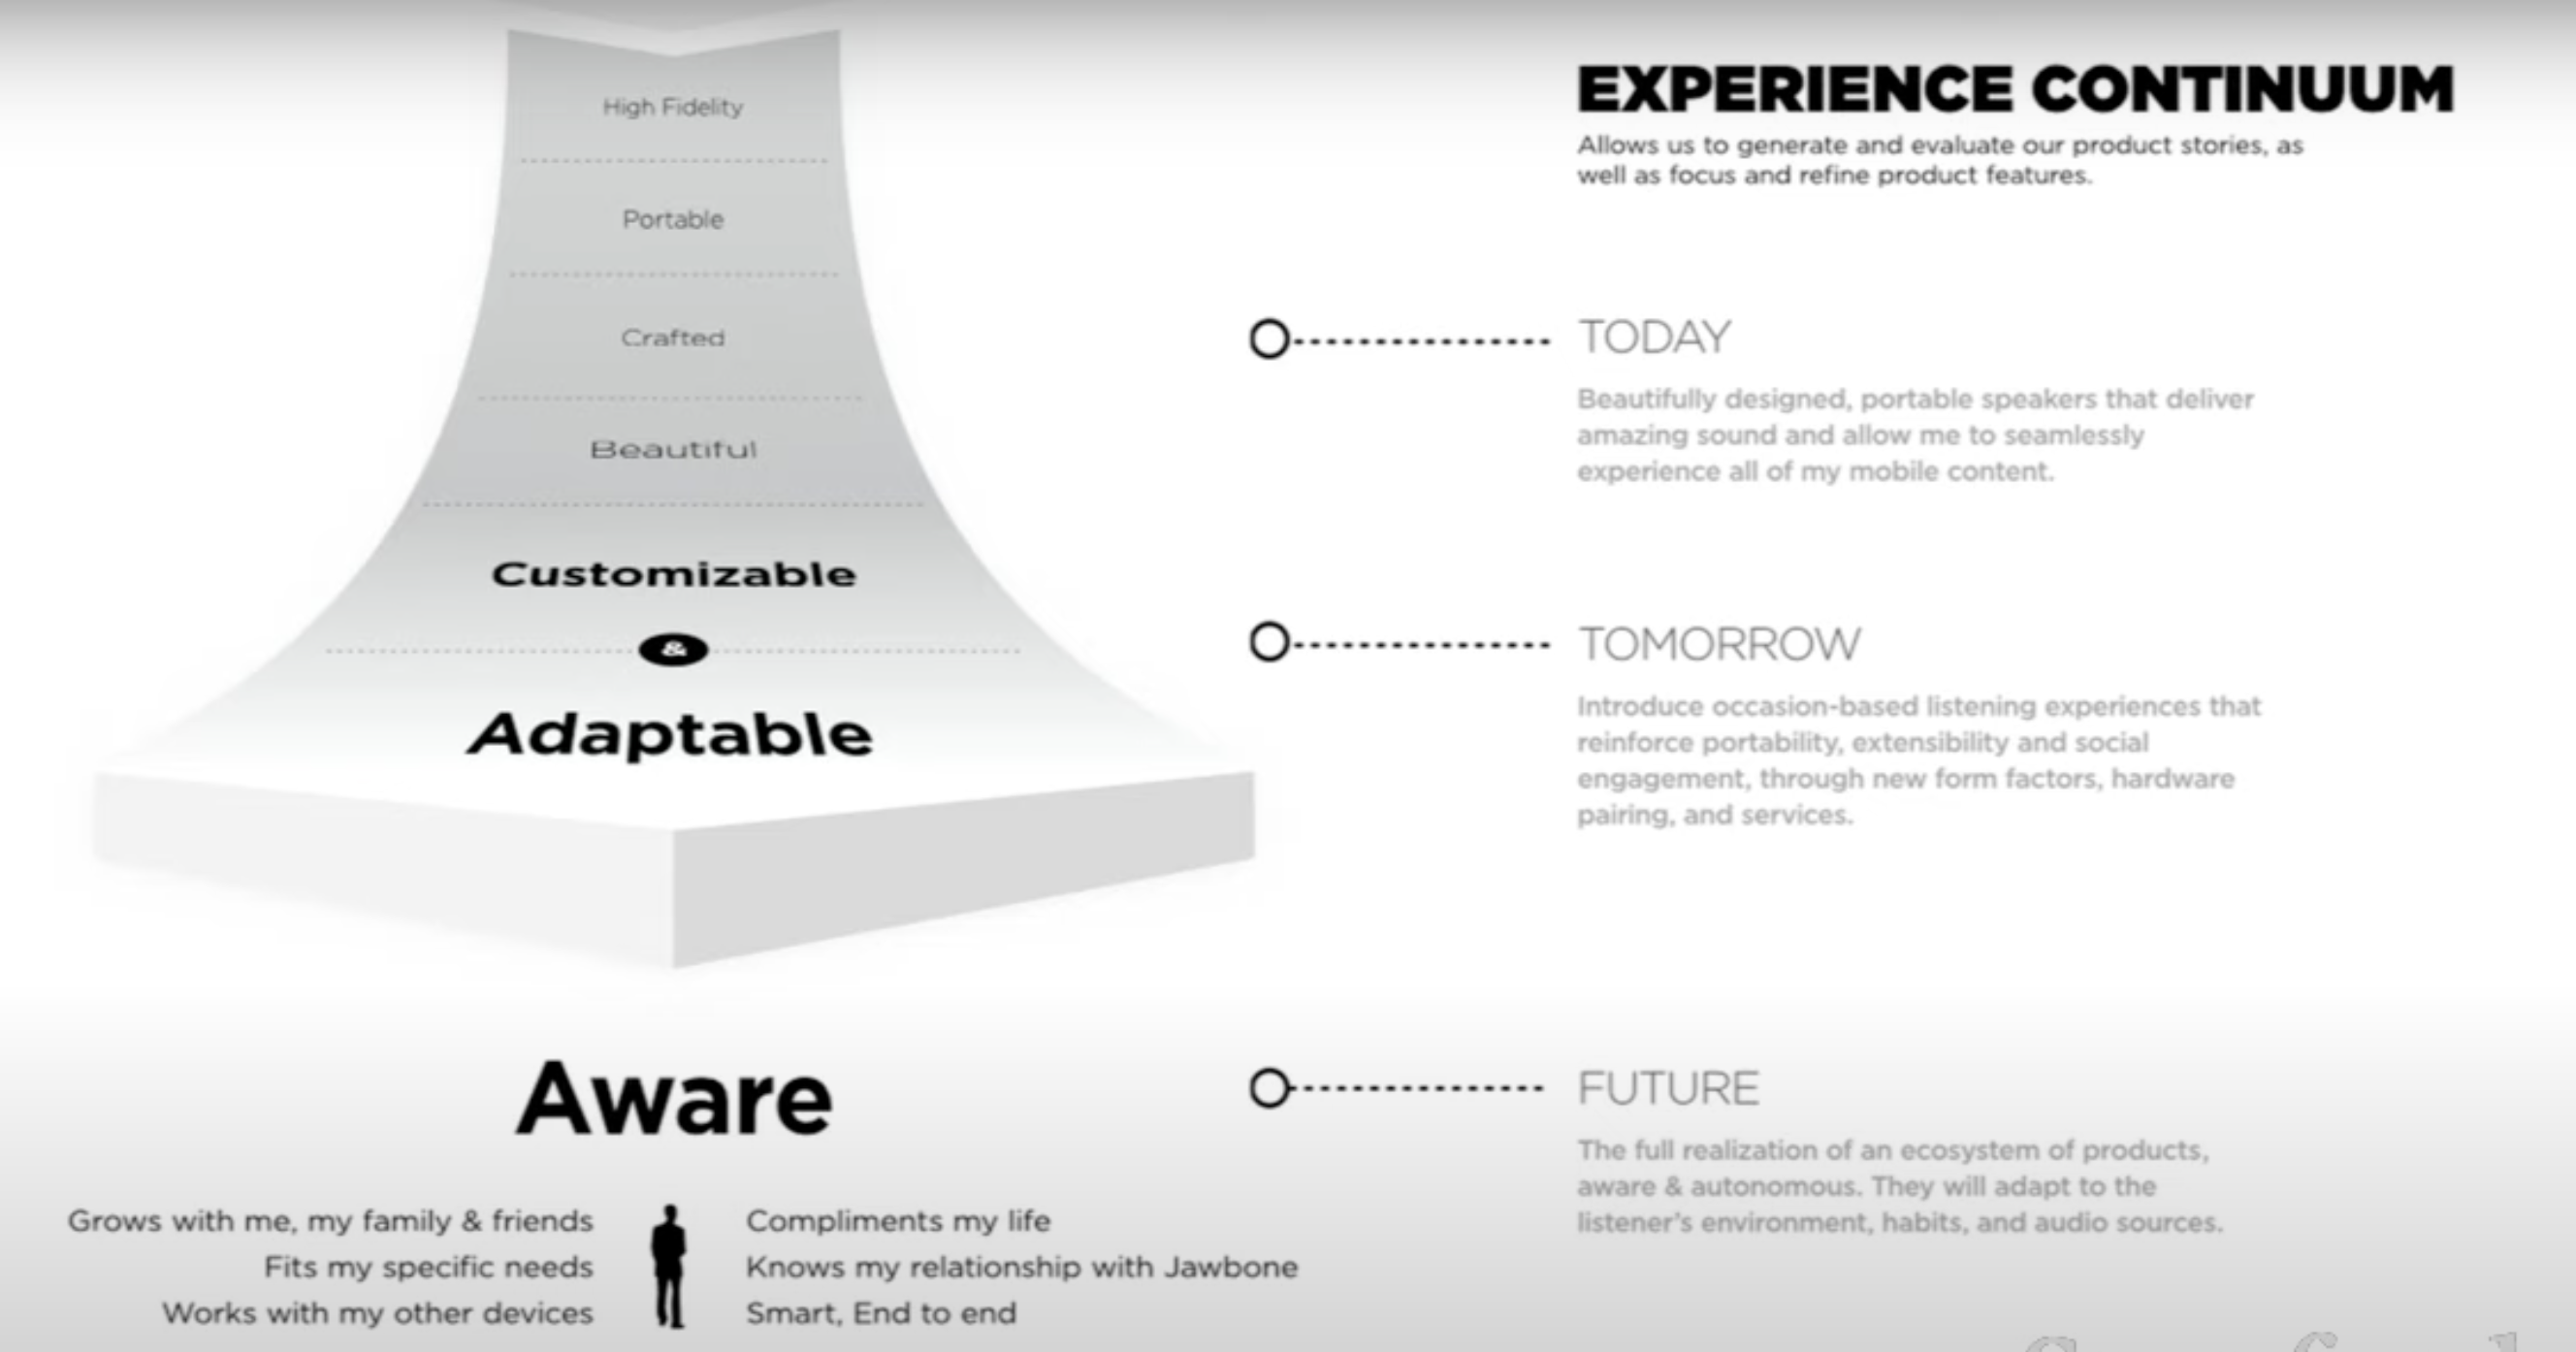 High Fidelity
Portable
Crafted
Beautiful
Customizable
&
Adaptable
Aware
Grows with me, my family & friends
Fits my specific needs
Works with my other devices
Compliments my life
Knows my relationship with Jawbone
Smart, End to end
EXPERIENCE CONTINUUM
Allows us to generate and evaluate our product stories, as
well as focus and refine product features.
TODAY
Beautifully designed, portable speakers that deliver
amazing sound and allow me to seamlessly
experience all of my mobile content.
TOMORROW
Introduce occasion-based listening experiences that
reinforce portability, extensibility and social
engagement, through new form factors, hardware
pairing, and services.
FUTURE
The full realization of an ecosystem of products,
aware & autonomous. They will adapt to the
listener's environment, habits, and audio sources.